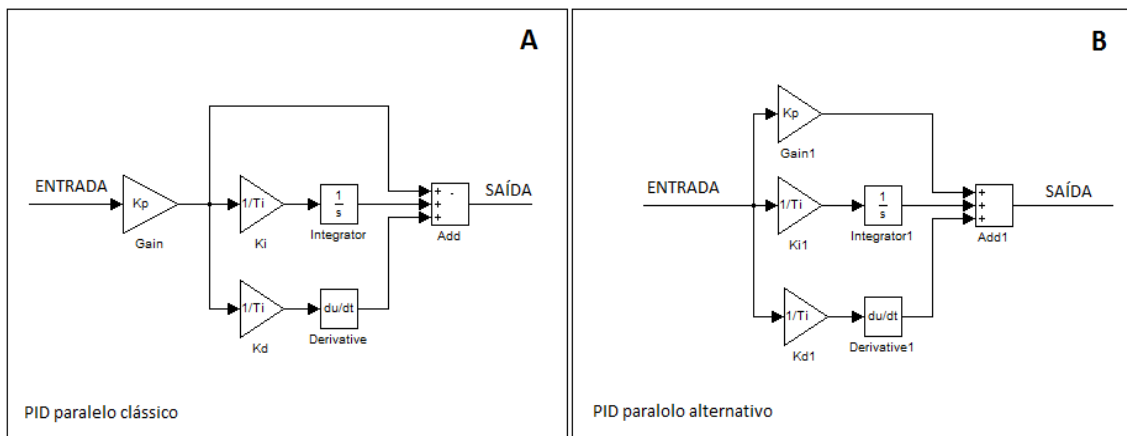 A
ENTRADA
Kp
Gain
1/Ti
Ki
1
s
Integrator
+
+
+
-
Add
SAÍDA
1/Ti
Kd
du/dt
Derivative
PID paralelo clássico
B
Kp
Gain1
ENTRADA
1/Ti
Ki1
1
s
Integrator1
+
+
+
Add1
SAÍDA
1/Ti
Kd1
du/dt
Derivative1
PID paralolo alternativo